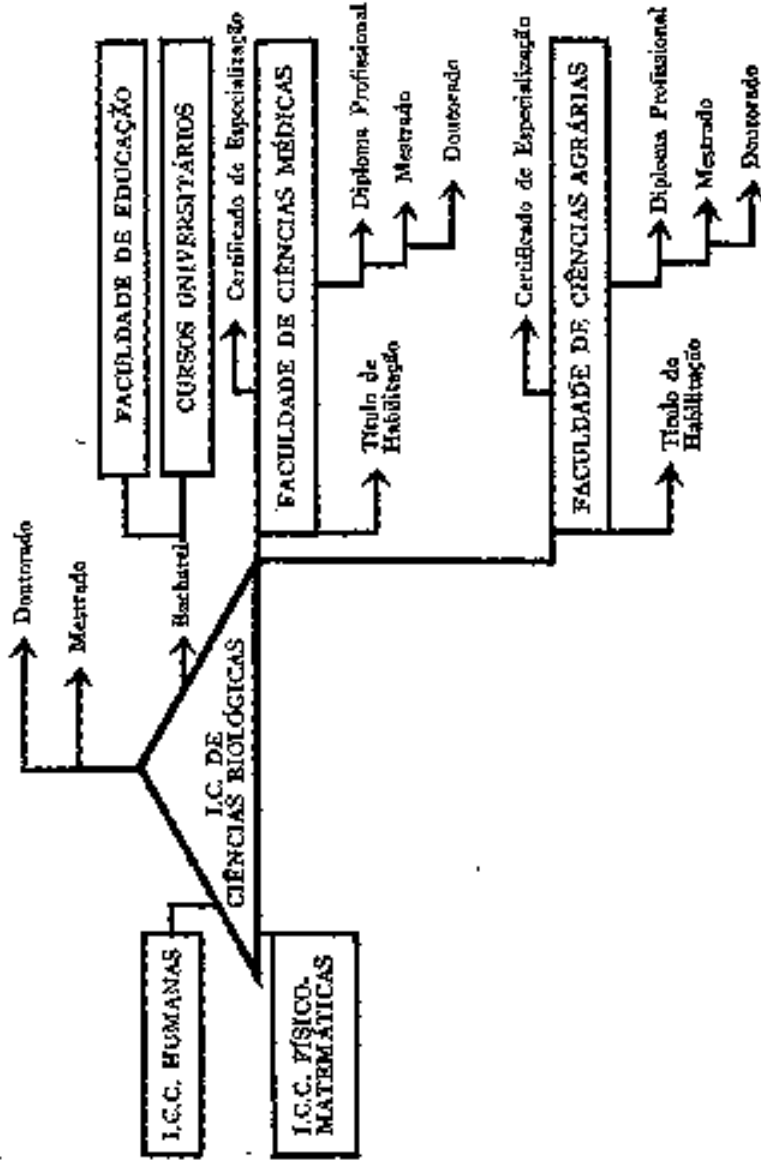 Doutorado
Mestrado
Bacharel
FACULDADE DE EDUCAÇÃO
CURSOS UNIVERSITÁRIOS
I.C.C. HUMANAS
I.C. DE
CIÊNCIAS BIOLÓGICAS
I.C.C. FÍSICO-
MATEMÁTICAS
Certificado de Especialização
FACULDADE DE CIÊNCIAS MÉDICAS
Título de
Habilitação
Diploma Profissional
Mestrado
Doutorado
Certificado de Especialização
FACULDADE DE CIÊNCIAS AGRÁRIAS
Título de
Habilitação
Diploma Profissional
Mestrado
Doutorado